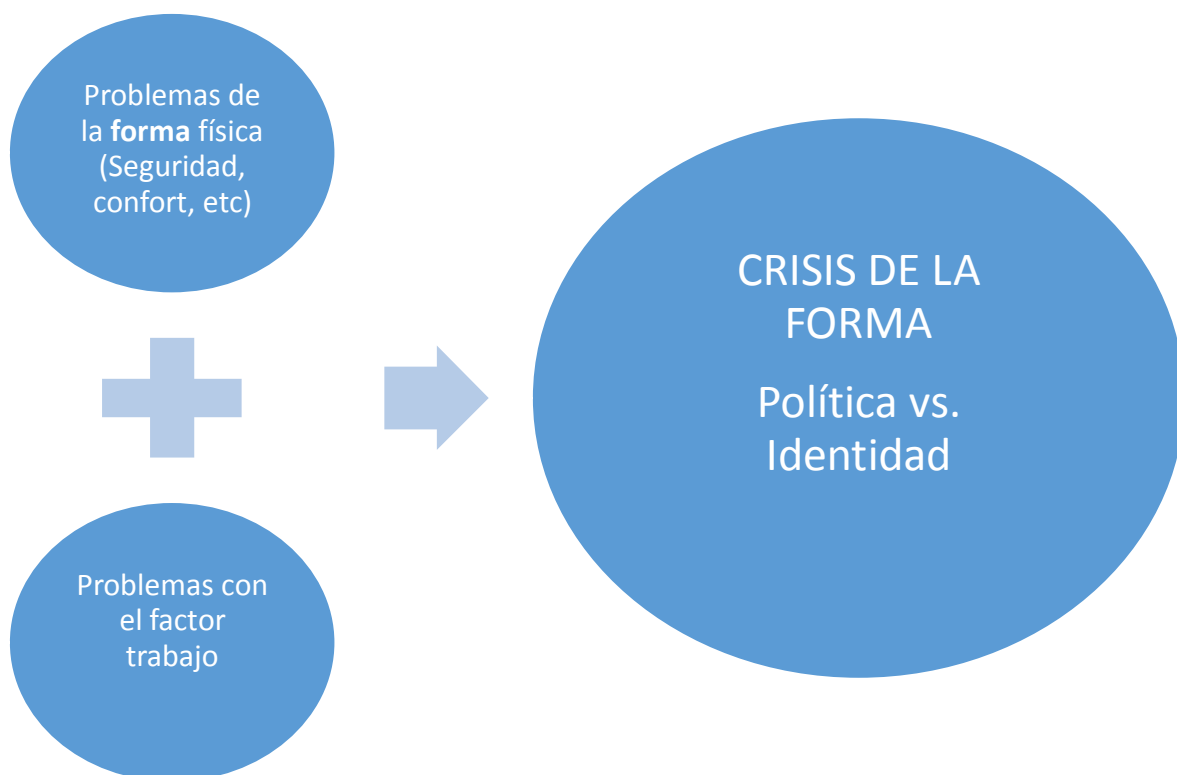 Problemas de
la forma física
(Seguridad,
confort, etc)
Problemas con
el factor
trabajo
CRISIS DE LA
FORMA
Política vs.
Identidad